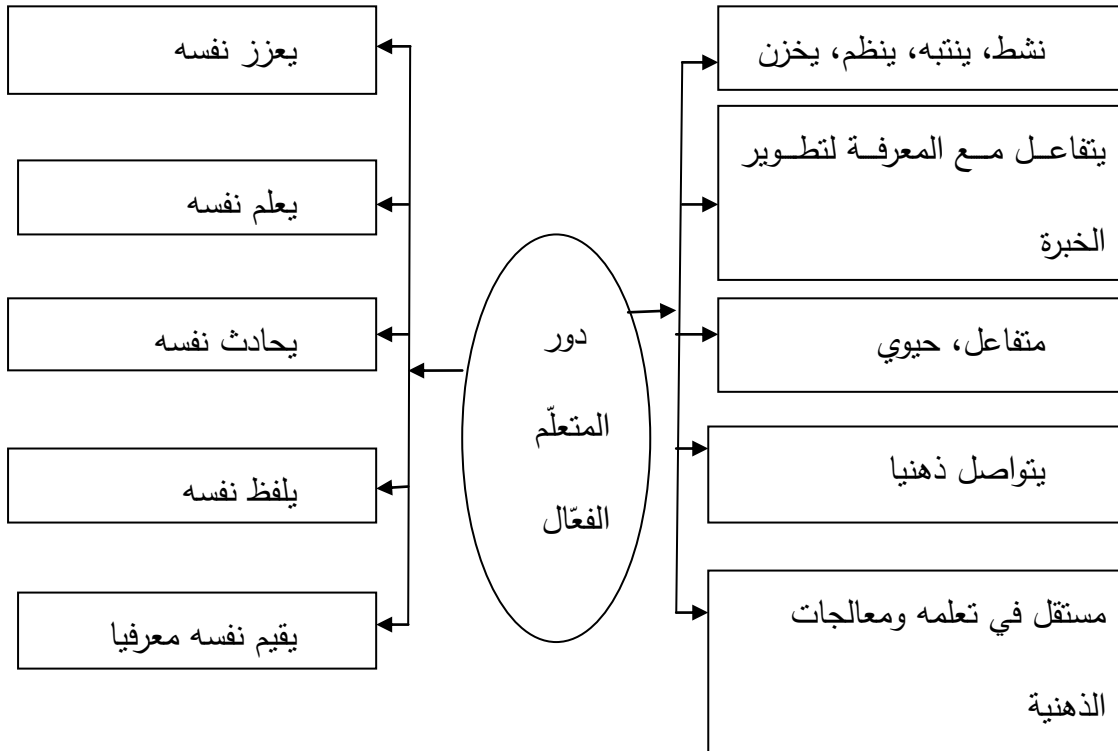 نشط، ينتبه، ينظم، يخزن
يتفاعل مع المعرفة لتطوير
الخبرة
متفاعل، حيوي
يتواصل ذهنيا
مستقل في تعلمه ومعالجات
الذهنية
دور
المتعلّم
الفعّال
يعزز نفسه
يعلم نفسه
يحادث نفسه
يلفظ نفسه
يقيم نفسه معرفيا